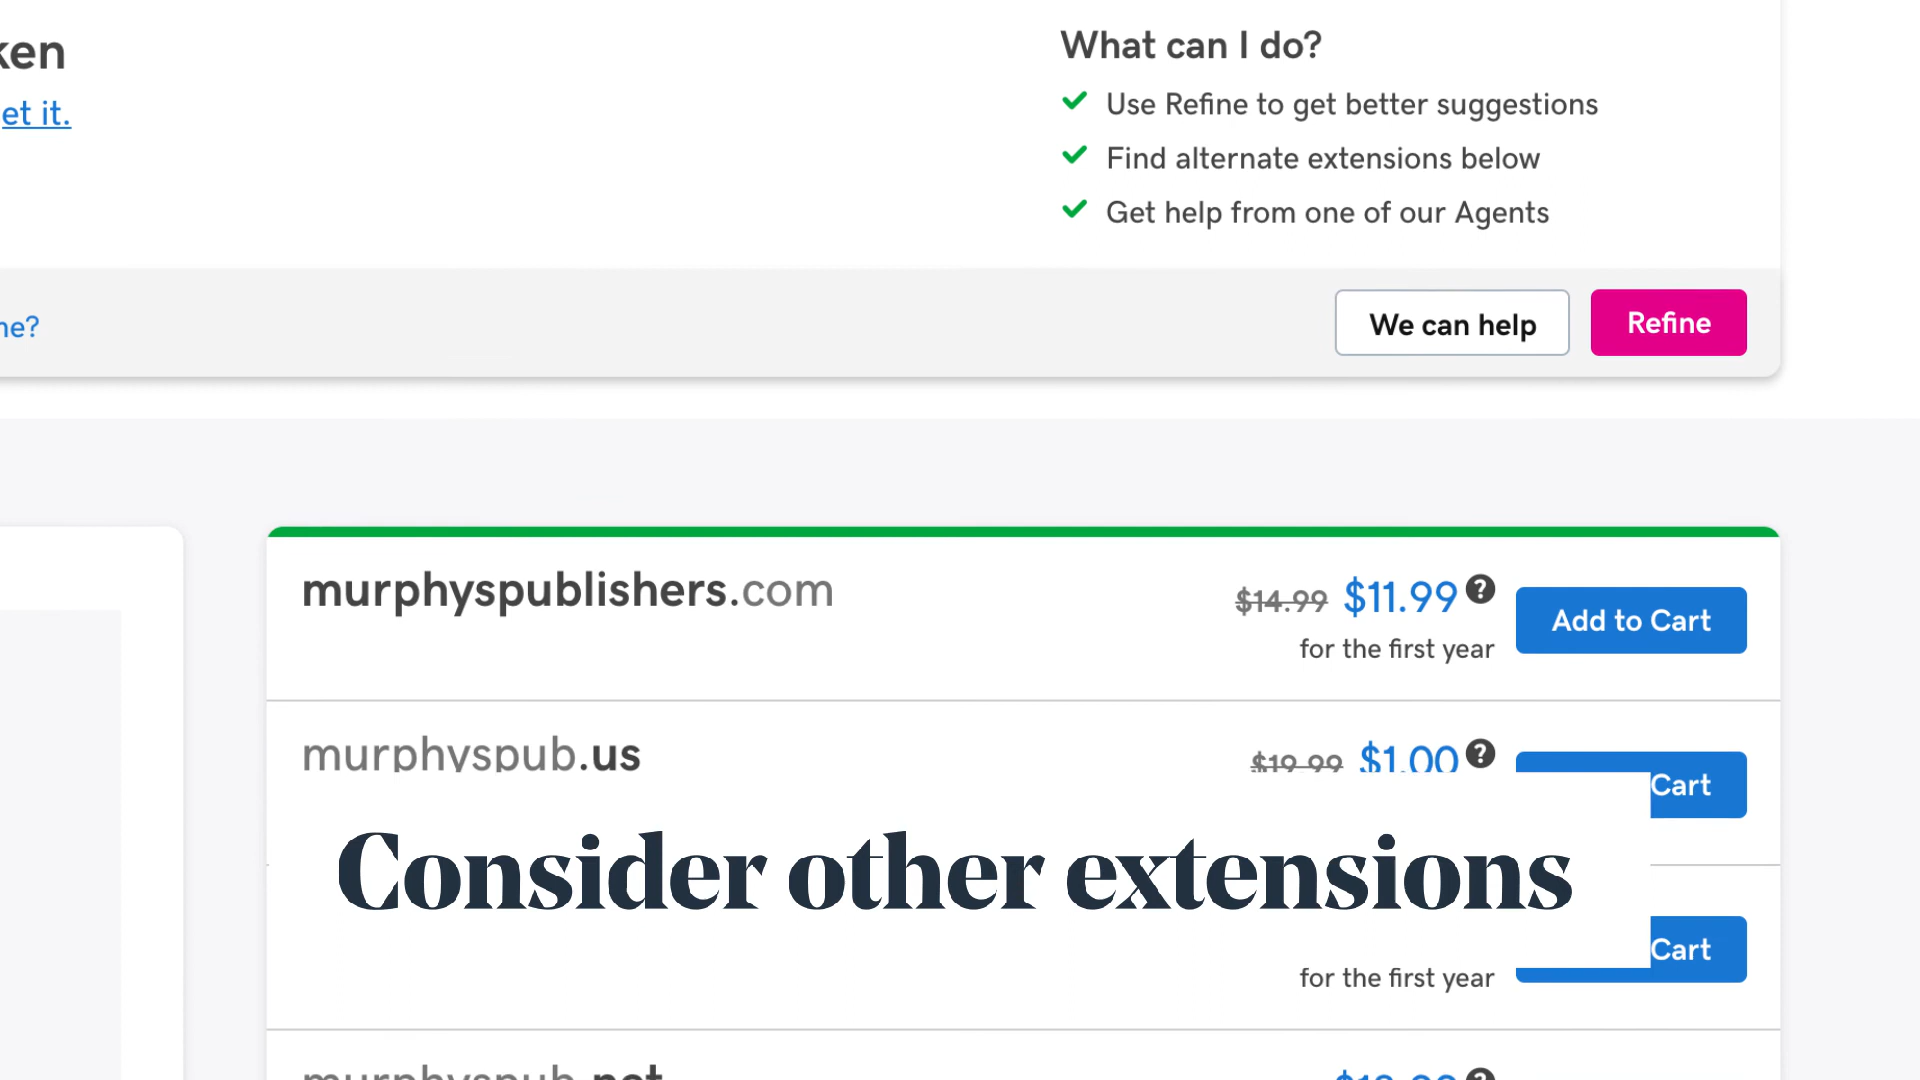 ken
et it.
What can I do?
Use Refine to get better suggestions
Find alternate extensions below
Get help from one of our Agents
ne?
We can help
Refine
murphyspublishers.com
$14.99 $11.99 ?
for the first year
Add to Cart
murphyspub.us
$19.99 $1.00 ?
Cart
Consider other extensions
Cart
for the first year
murphyspub.net
?